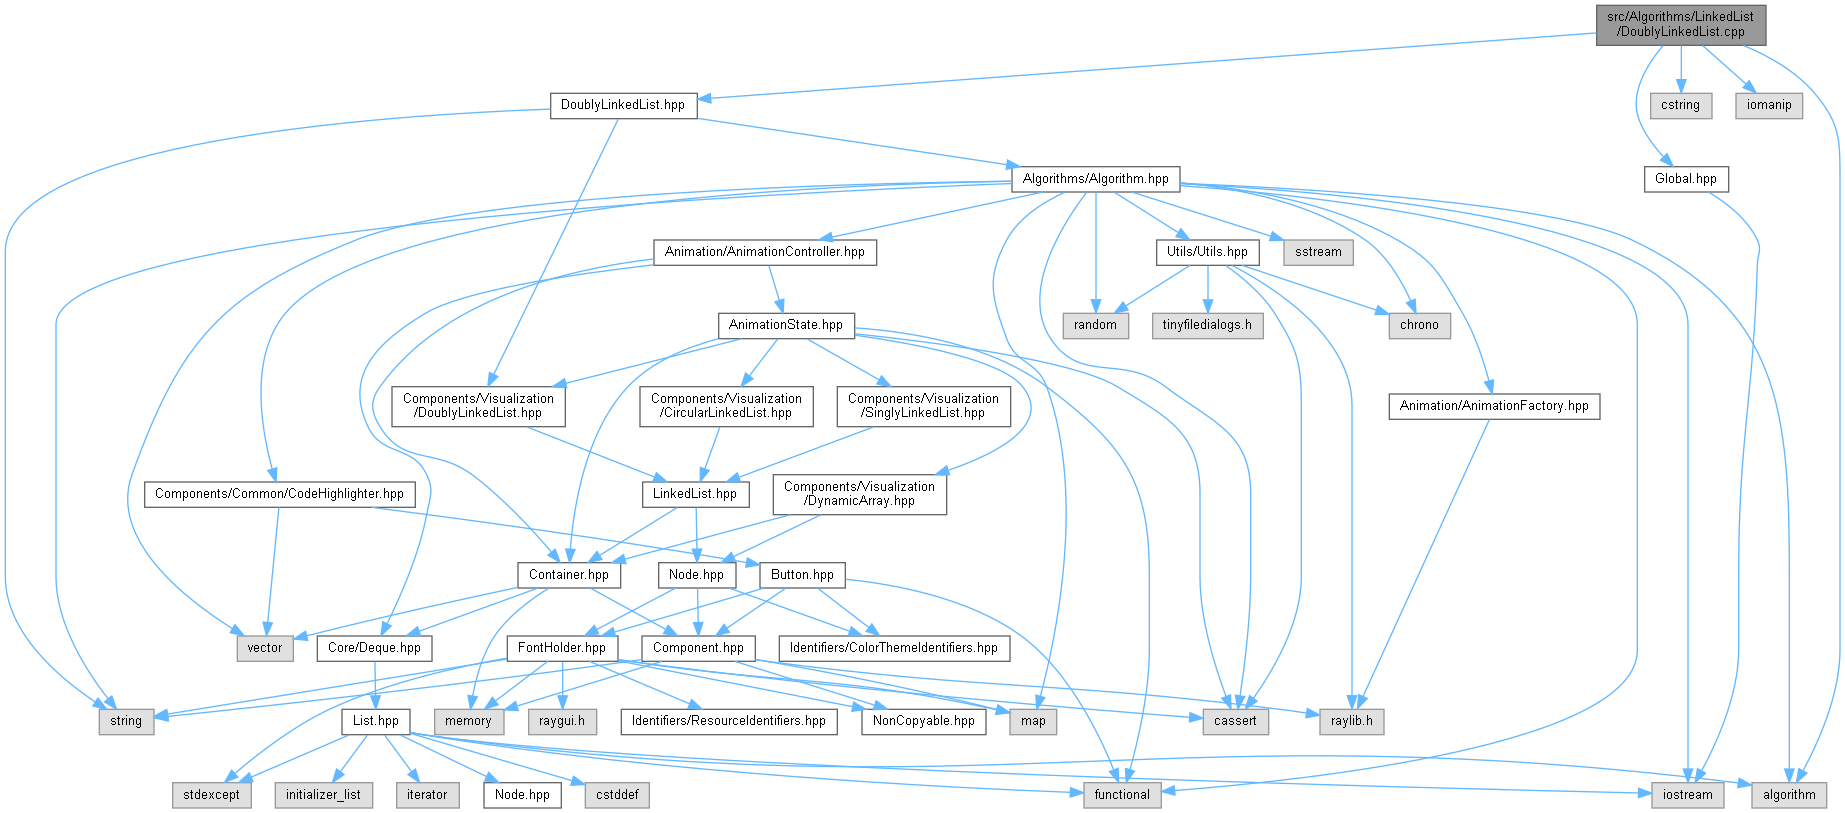 src/Algorithms/LinkedList
/DoublyLinkedList.cpp
DoublyLinkedList.hpp
cstring
iomanip
Algorithms/Algorithm.hpp
Global.hpp
Animation/AnimationController.hpp
Utils/Utils.hpp
sstream
AnimationState.hpp
random
tinyfiledialogs.h
chrono
Components/Visualization
/DoublyLinkedList.hpp
Components/Visualization
/CircularLinkedList.hpp
Components/Visualization
/SinglyLinkedList.hpp
Animation/AnimationFactory.hpp
Components/Common/CodeHighlighter.hpp
LinkedList.hpp
Components/Visualization
/DynamicArray.hpp
Container.hpp
Node.hpp
Button.hpp
vector
Core/Deque.hpp
FontHolder.hpp
Component.hpp
Identifiers/ColorThemeIdentifiers.hpp
string
List.hpp
memory
raygui.h
Identifiers/ResourceIdentifiers.hpp
NonCopyable.hpp
map
cassert
raylib.h
stdexcept
initializer_list
iterator
Node.hpp
cstddef
functional
iostream
algorithm